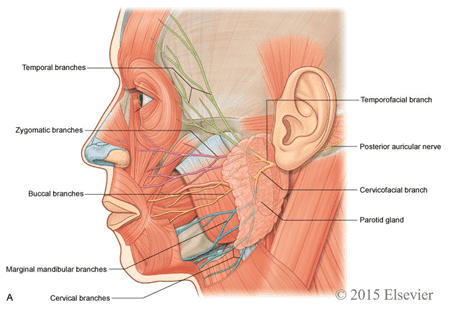 Temporal branches
Temporofacial branch
Zygomatic branches
Posterior auricular nerve
Buccal branches
Cervicofacial branch
Parotid gland
Marginal mandibular branches
A
Cervical branches
© 2015 Elsevier